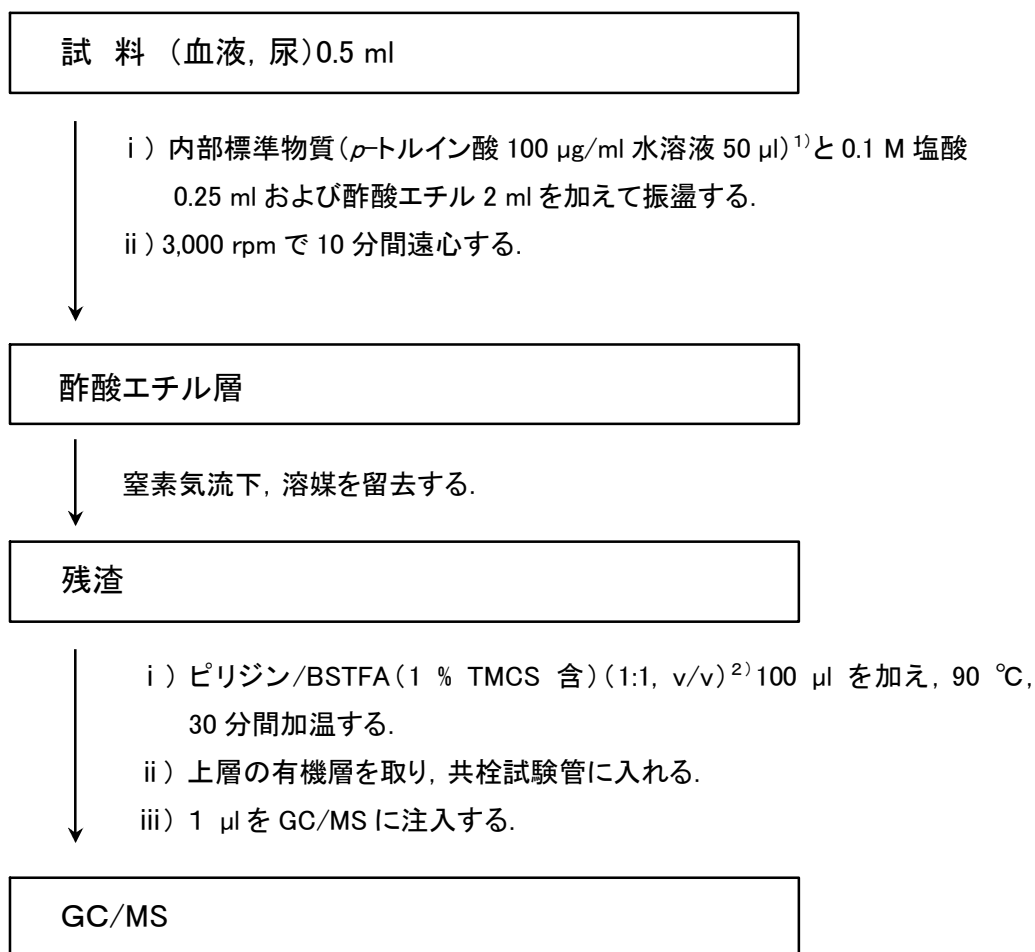 試 料 (血液, 尿)0.5 ml
ⅰ) 内部標準物質(p-トルイン酸 100 µg/ml 水溶液 50 µl)¹⁾と 0.1 M 塩酸
0.25 ml および酢酸エチル 2 ml を加えて振盪する.
ⅱ) 3,000 rpm で 10 分間遠心する.
酢酸エチル層
窒素気流下, 溶媒を留去する.
残渣
ⅰ) ピリジン/BSTFA(1 % TMCS 含)(1:1, v/v)²⁾100 µl を加え, 90 ℃,
30 分間加温する.
ⅱ) 上層の有機層を取り, 共栓試験管に入れる.
ⅲ) 1 µl を GC/MS に注入する.
GC/MS